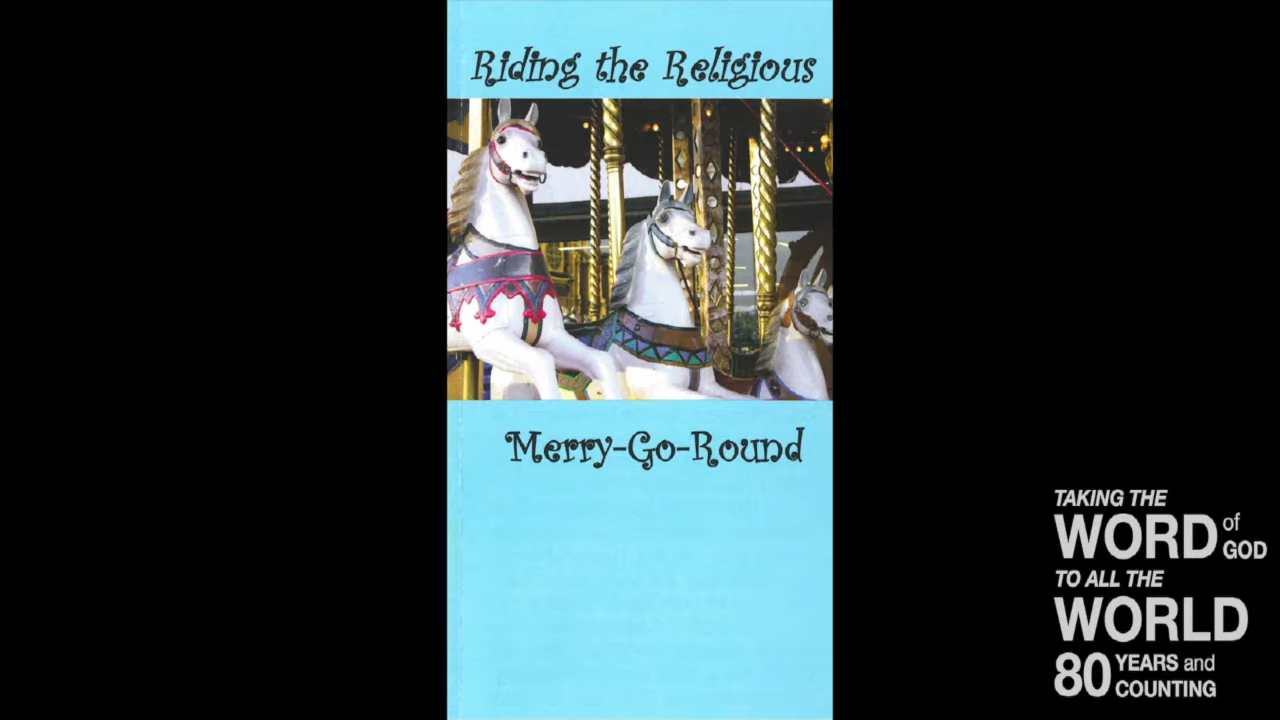 Riding the Religious
Merry-Go-Round
TAKING THE
WORD of GOD
TO ALL THE
WORLD
80 YEARS and
COUNTING